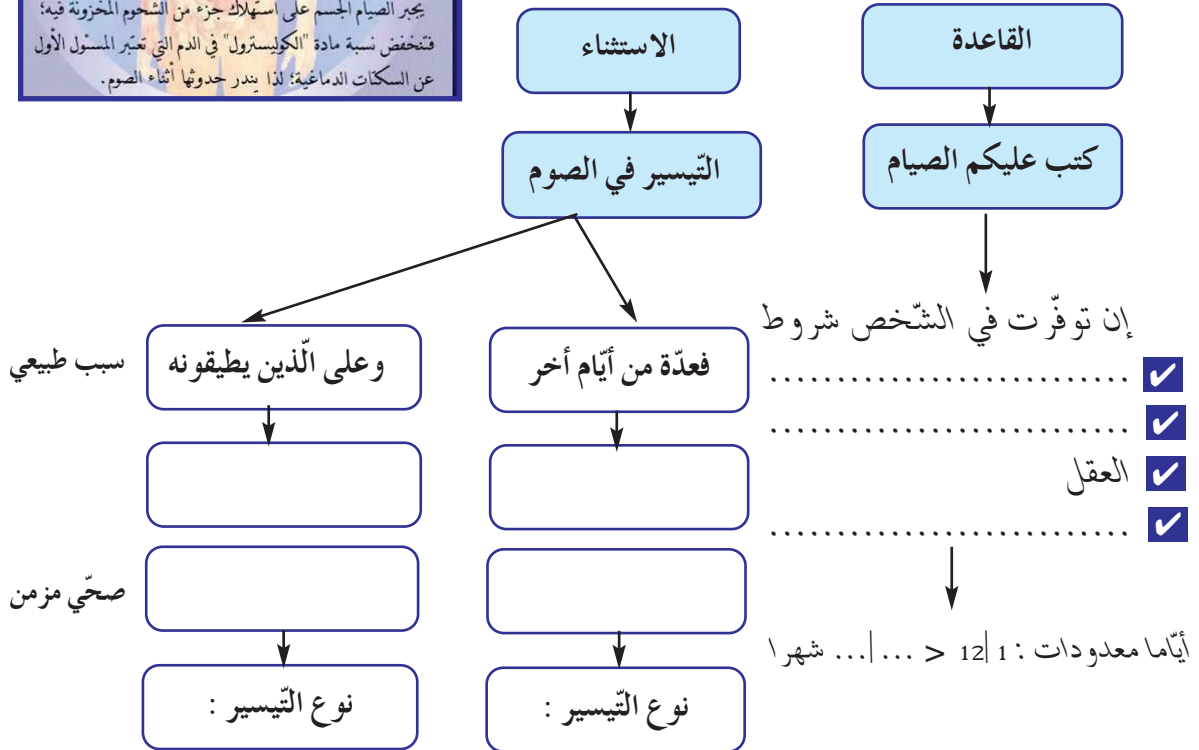 يجبر الصيام الجسم على استهلاك جزء من الشحوم المخزونة فيه؛
فتنخفض نسبة مادة "الكوليسترول" في الدم التي تعتبر المسئول الأول
عن السكتات الدماغية؛ لذا يندر حدوثها أثناء الصوم.
القاعدة
الاستثناء
كتب عليكم الصيام
التّيسير في الصوم
إن توفّرت في الشّخص شروط
✔ ............................
✔ ............................
✔ العقل
✔ ............................
أيّاما معدودات : 1|12 > ...|... شهرا
فعدّة من أيّام أخر
وعلى الّذين يطيقونه
سبب طبيعي
صحّي مزمن
نوع التّيسير :
نوع التّيسير :